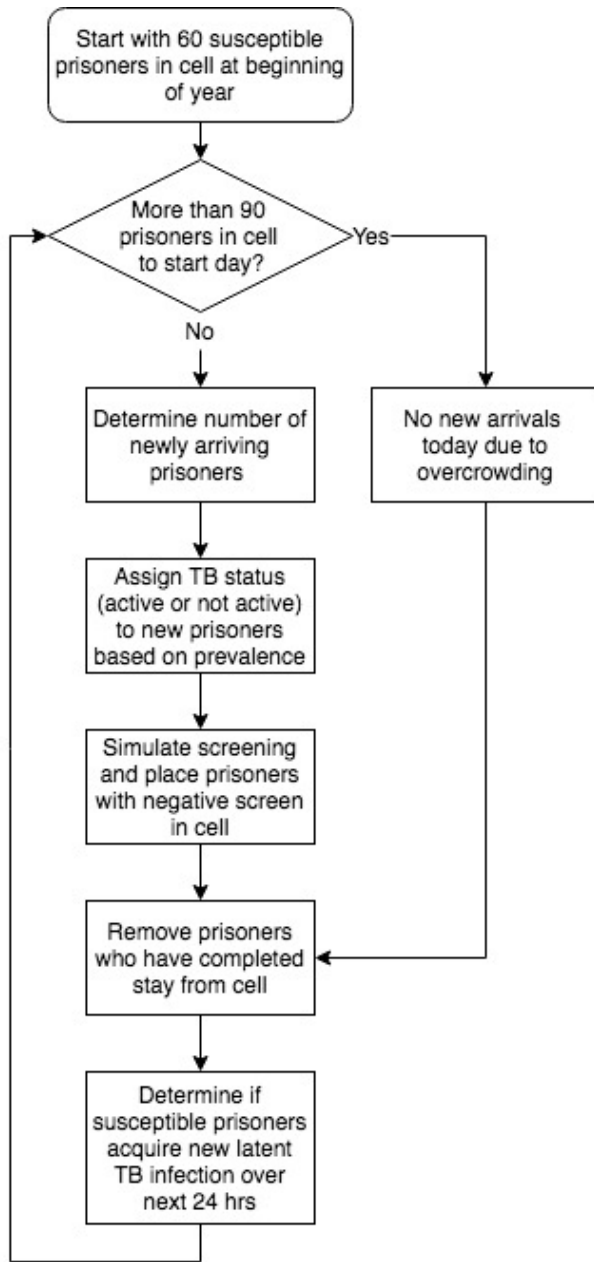 Start with 60 susceptible
prisoners in cell at beginning
of year
More than 90
prisoners in cell
to start day?
Yes
No
Determine number of
newly arriving
prisoners
No new arrivals
today due to
overcrowding
Assign TB status
(active or not active)
to new prisoners
based on prevalence
Simulate screening
and place prisoners
with negative screen
in cell
Remove prisoners
who have completed
stay from cell
Determine if
susceptible prisoners
acquire new latent
TB infection over
next 24 hrs